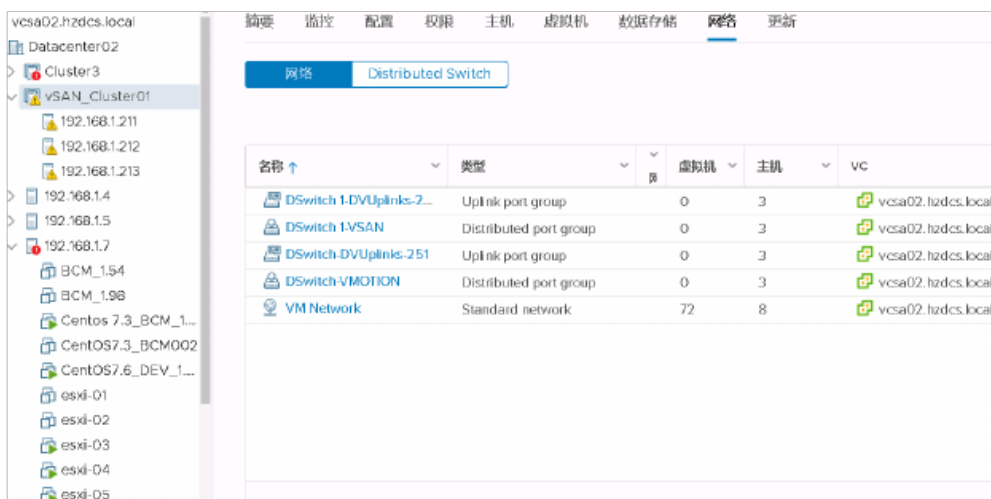 vcsa02.hzdcs.local
Datacenter02
Cluster3
vSAN_Cluster01
192.168.1.211
192.168.1.212
192.168.1.213
192.168.1.4
192.168.1.5
192.168.1.7
BCM_1.54
BCM_1.98
Centos 7.3_BCM_1...
CentOS7.3_BCM002
CentOS7.6_DEV_1....
esxi-01
esxi-02
esxi-03
esxi-04
esxi-05
摘要 监控 配置 权限 主机 虚拟机 数据存储 网络 更新
网络 Distributed Switch
名称 类型 虚拟机 主机 VC
DSwitch 1-DVUplinks-2... Uplink port group 0 3 vcsa02.hzdcs.local
DSwitch 1-VSAN Distributed port group 0 3 vcsa02.hzdcs.local
DSwitch-DVUplinks-251 Uplink port group 0 3 vcsa02.hzdcs.local
DSwitch-VMOTION Distributed port group 0 3 vcsa02.hzdcs.local
VM Network Standard network 72 8 vcsa02.hzdcs.local